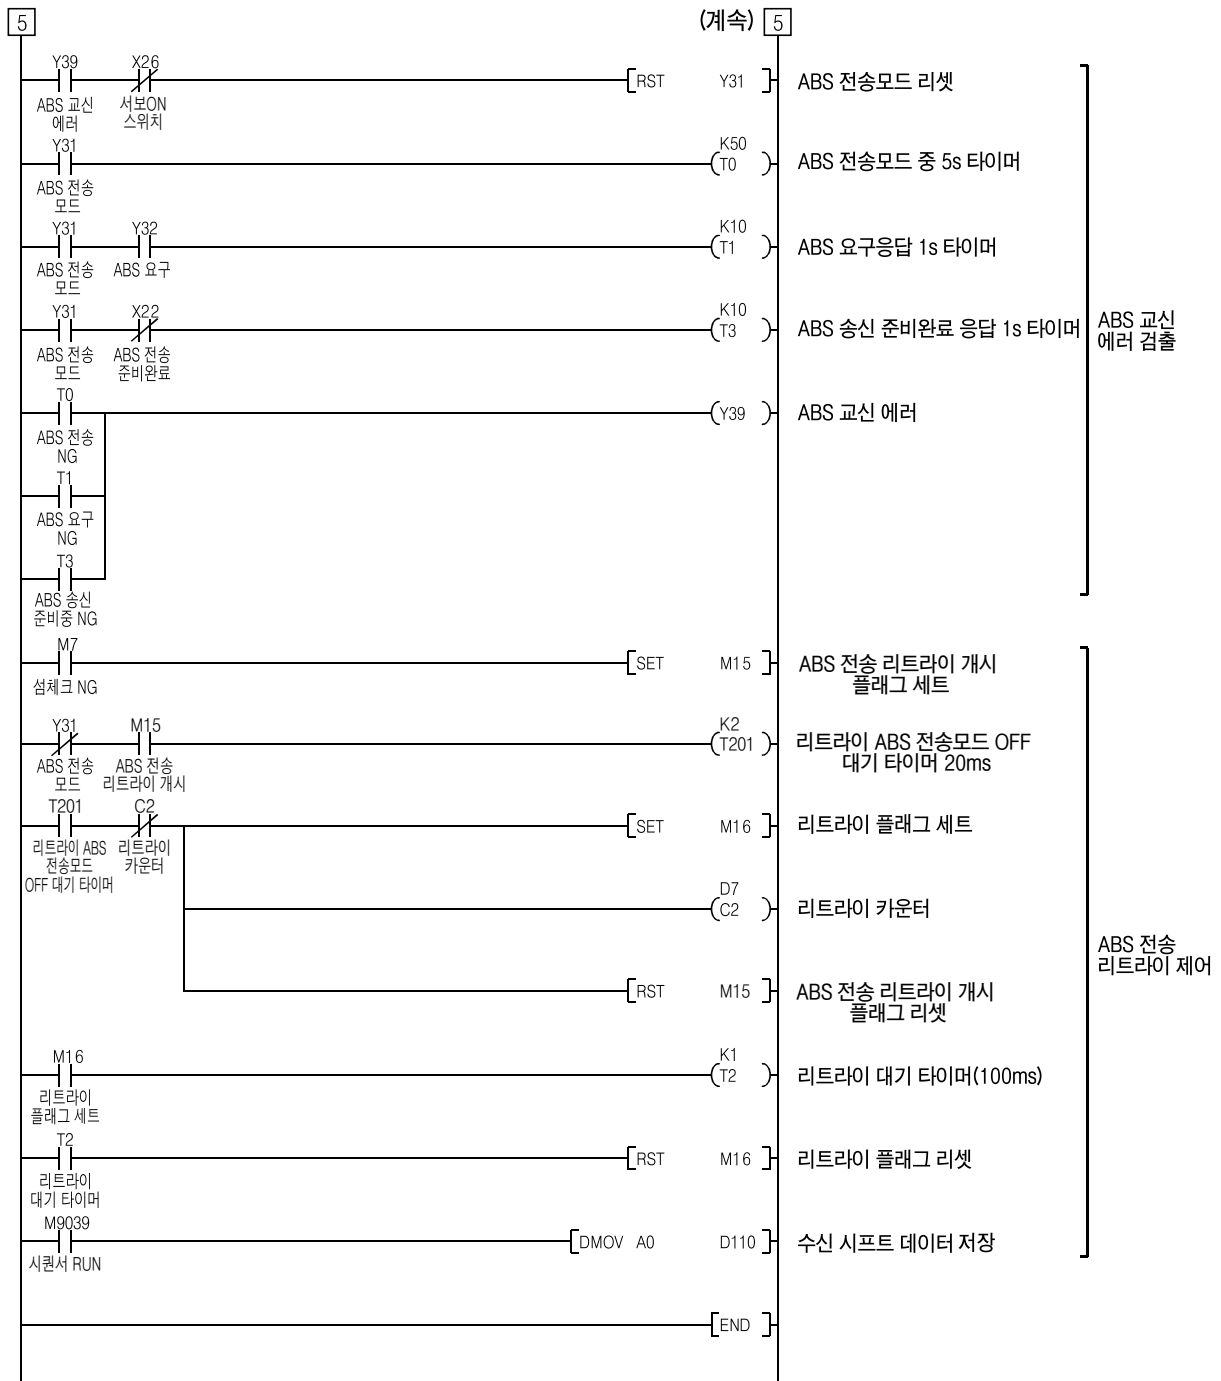 5
(계속) 5
Y39 X26
RST Y31
ABS 전송모드 리셋
ABS 교신
에러
서보ON
스위치
Y31
K50
T0
ABS 전송모드 중 5s 타이머
ABS 전송
모드
Y31 Y32
K10
T1
ABS 요구응답 1s 타이머
ABS 전송
모드
ABS 요구
Y31 X22
K10
T3
ABS 송신 준비완료 응답 1s 타이머
ABS 전송
모드
ABS 전송
준비완료
ABS 교신
에러 검출
T0
Y39
ABS 교신 에러
ABS 전송
NG
T1
ABS 요구
NG
T3
ABS 송신
준비중 NG
M7
SET M15
ABS 전송 리트라이 개시
플래그 세트
섬체크 NG
Y31 M15
K2
T201
리트라이 ABS 전송모드 OFF
대기 타이머 20ms
ABS 전송
모드
ABS 전송
리트라이 개시
T201 C2
SET M16
리트라이 플래그 세트
리트라이 ABS
전송모드
OFF 대기 타이머
리트라이
카운터
D7
C2
리트라이 카운터
ABS 전송
리트라이 제어
RST M15
ABS 전송 리트라이 개시
플래그 리셋
M16
K1
T2
리트라이 대기 타이머(100ms)
리트라이
플래그 세트
T2
RST M16
리트라이 플래그 리셋
리트라이
대기 타이머
M9039
DMOV A0 D110
수신 시프트 데이터 저장
시퀀서 RUN
END